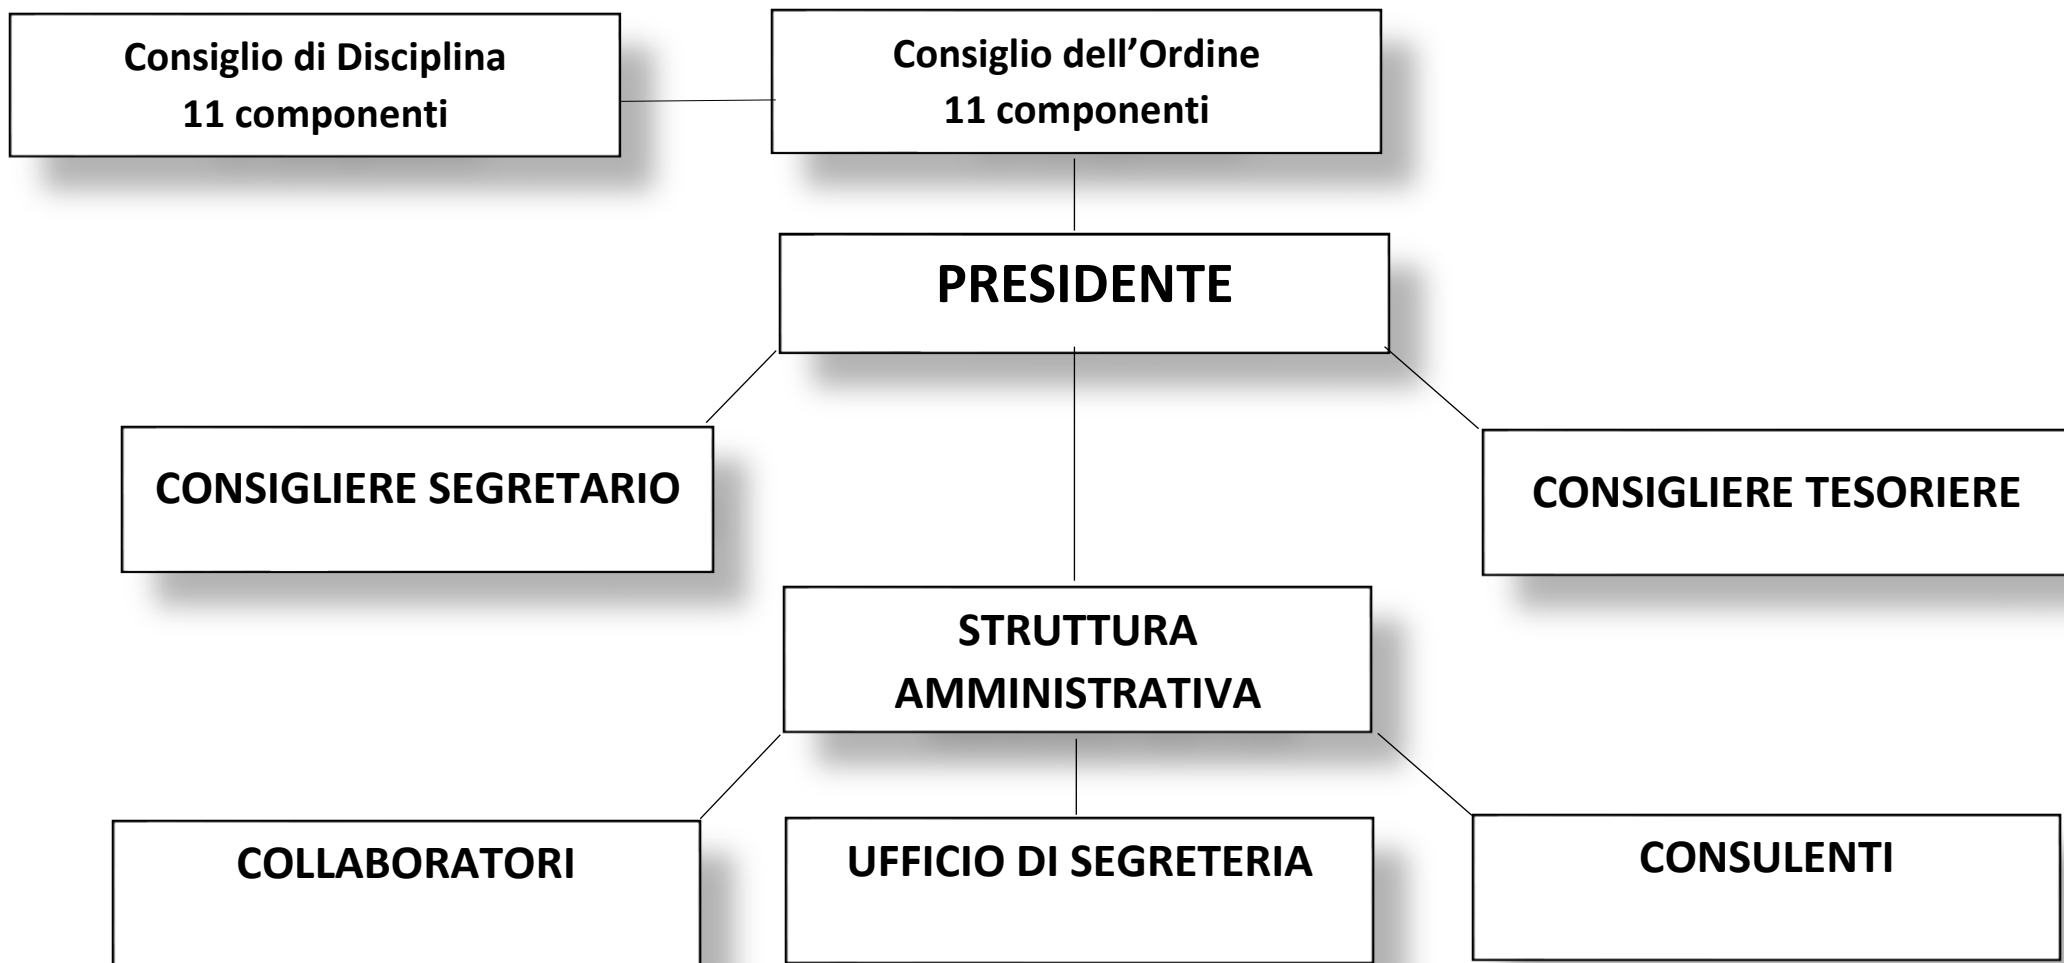 Consiglio di Disciplina
11 componenti
Consiglio dell’Ordine
11 componenti
PRESIDENTE
CONSIGLIERE SEGRETARIO
CONSIGLIERE TESORIERE
STRUTTURA
AMMINISTRATIVA
COLLABORATORI
UFFICIO DI SEGRETERIA
CONSULENTI